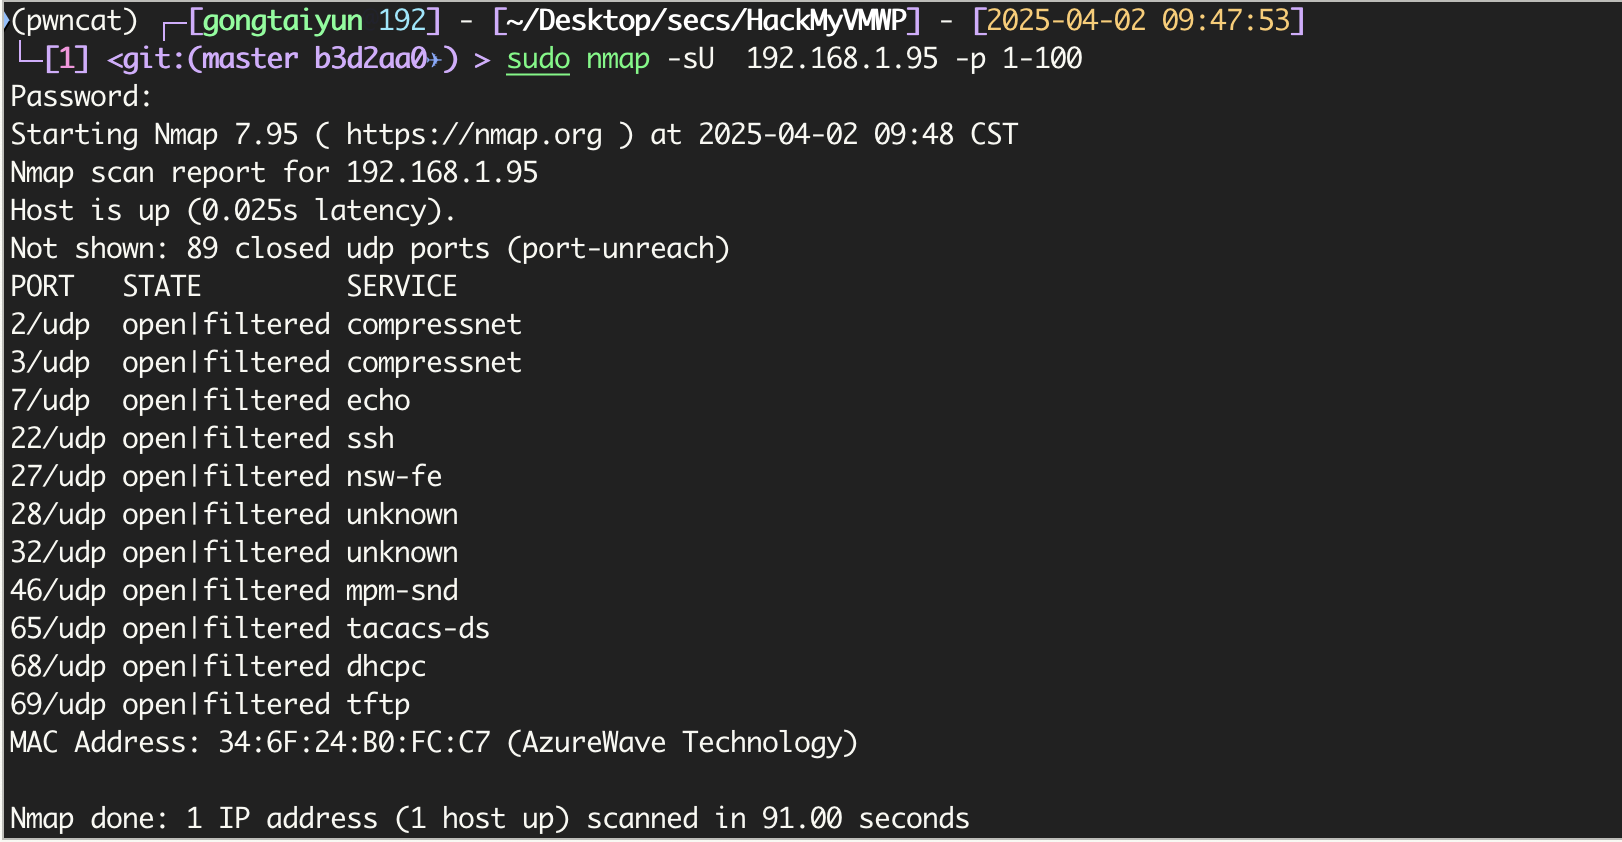 (pwncat) ┌─[gongtaiyun 192] - [~/Desktop/secs/HackMyVMWP] - [2025-04-02 09:47:53]
└─[1] <git:(master b3d2aa0✈) > sudo nmap -sU  192.168.1.95 -p 1-100
Password:
Starting Nmap 7.95 ( https://nmap.org ) at 2025-04-02 09:48 CST
Nmap scan report for 192.168.1.95
Host is up (0.025s latency).
Not shown: 89 closed udp ports (port-unreach)
PORT   STATE         SERVICE
2/udp  open|filtered compressnet
3/udp  open|filtered compressnet
7/udp  open|filtered echo
22/udp open|filtered ssh
27/udp open|filtered nsw-fe
28/udp open|filtered unknown
32/udp open|filtered unknown
46/udp open|filtered mpm-snd
65/udp open|filtered tacacs-ds
68/udp open|filtered dhcpc
69/udp open|filtered tftp
MAC Address: 34:6F:24:B0:FC:C7 (AzureWave Technology)
Nmap done: 1 IP address (1 host up) scanned in 91.00 seconds